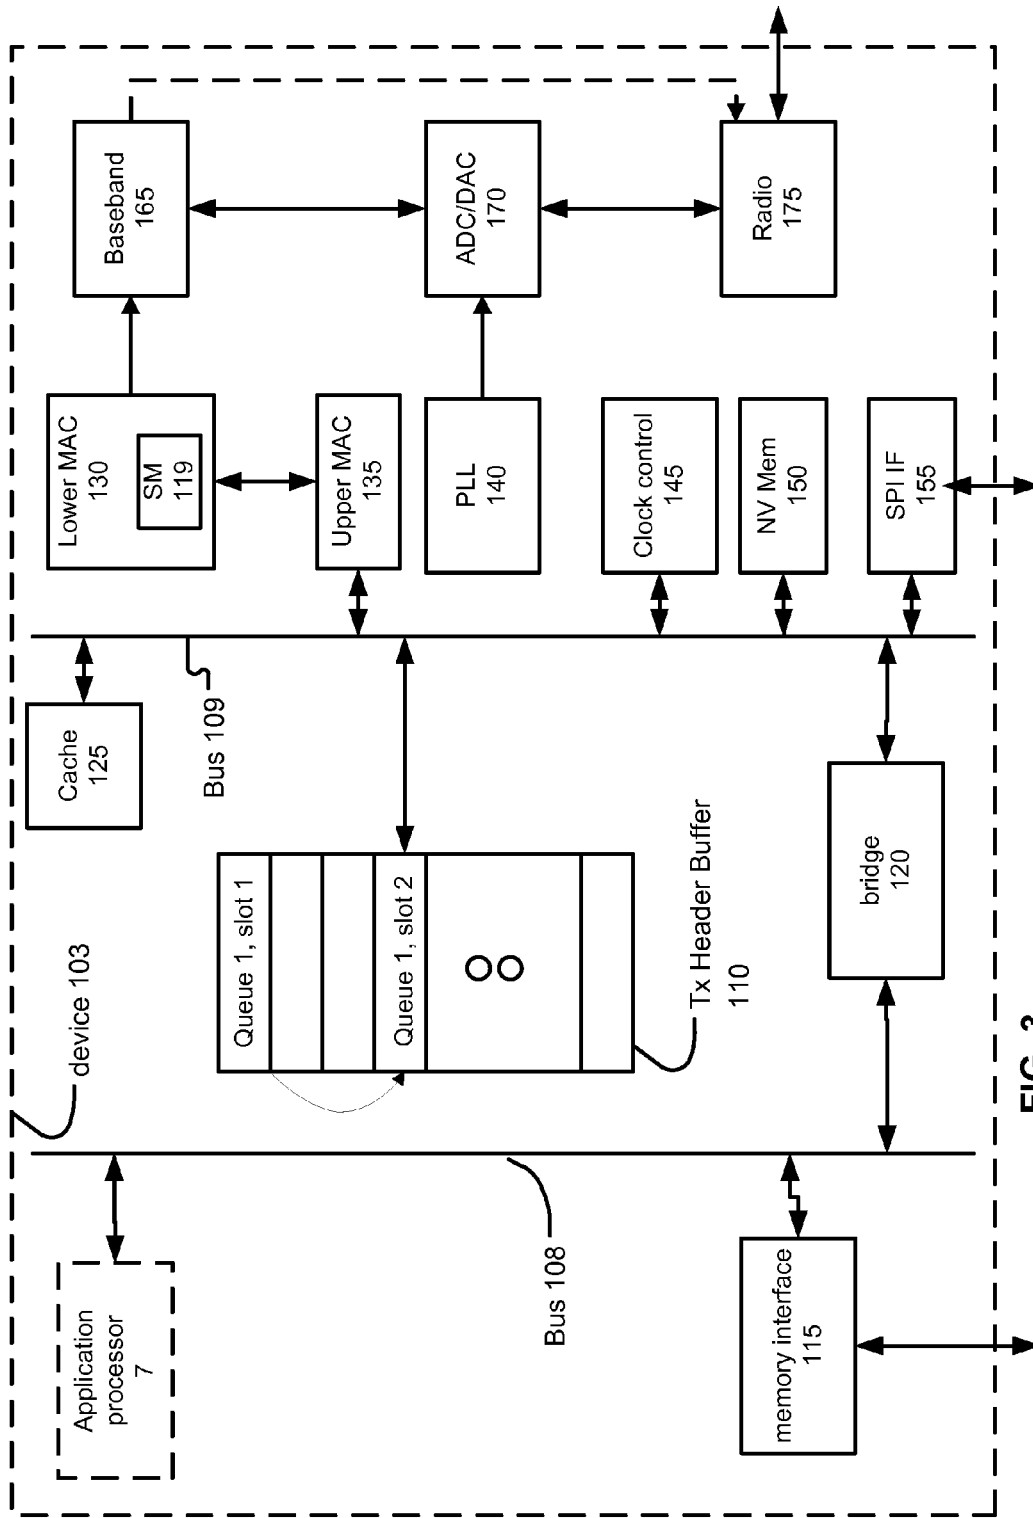 device 103
Application
processor
7
Bus 108
memory interface
115
Queue 1, slot 1
Queue 1, slot 2
Tx Header Buffer
110
bridge
120
Cache
125
Bus 109
Lower MAC
130
SM
119
Upper MAC
135
PLL
140
Clock control
145
NV Mem
150
SPI IF
155
Baseband
165
ADC/DAC
170
Radio
175
FIG. 3